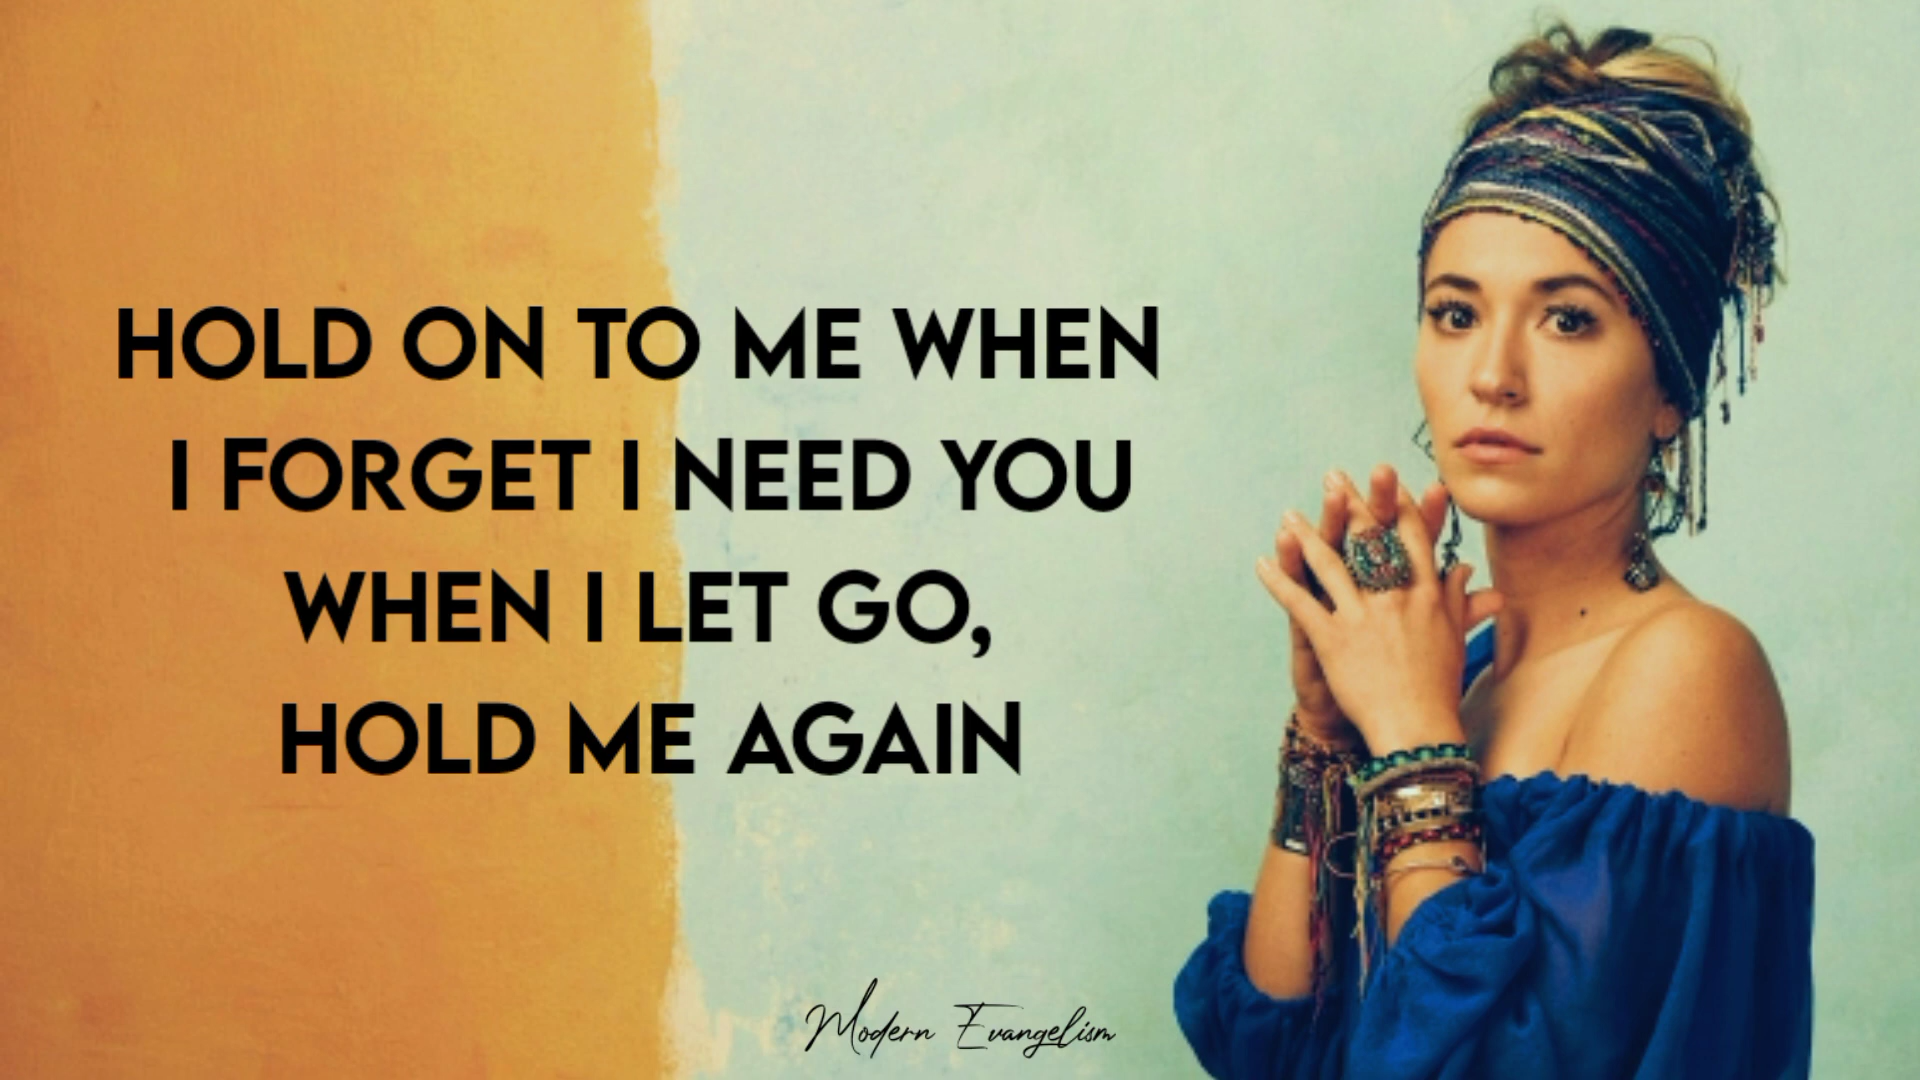 HOLD ON TO ME WHEN
I FORGET I NEED YOU
WHEN I LET GO,
HOLD ME AGAIN
Modern Evangelism